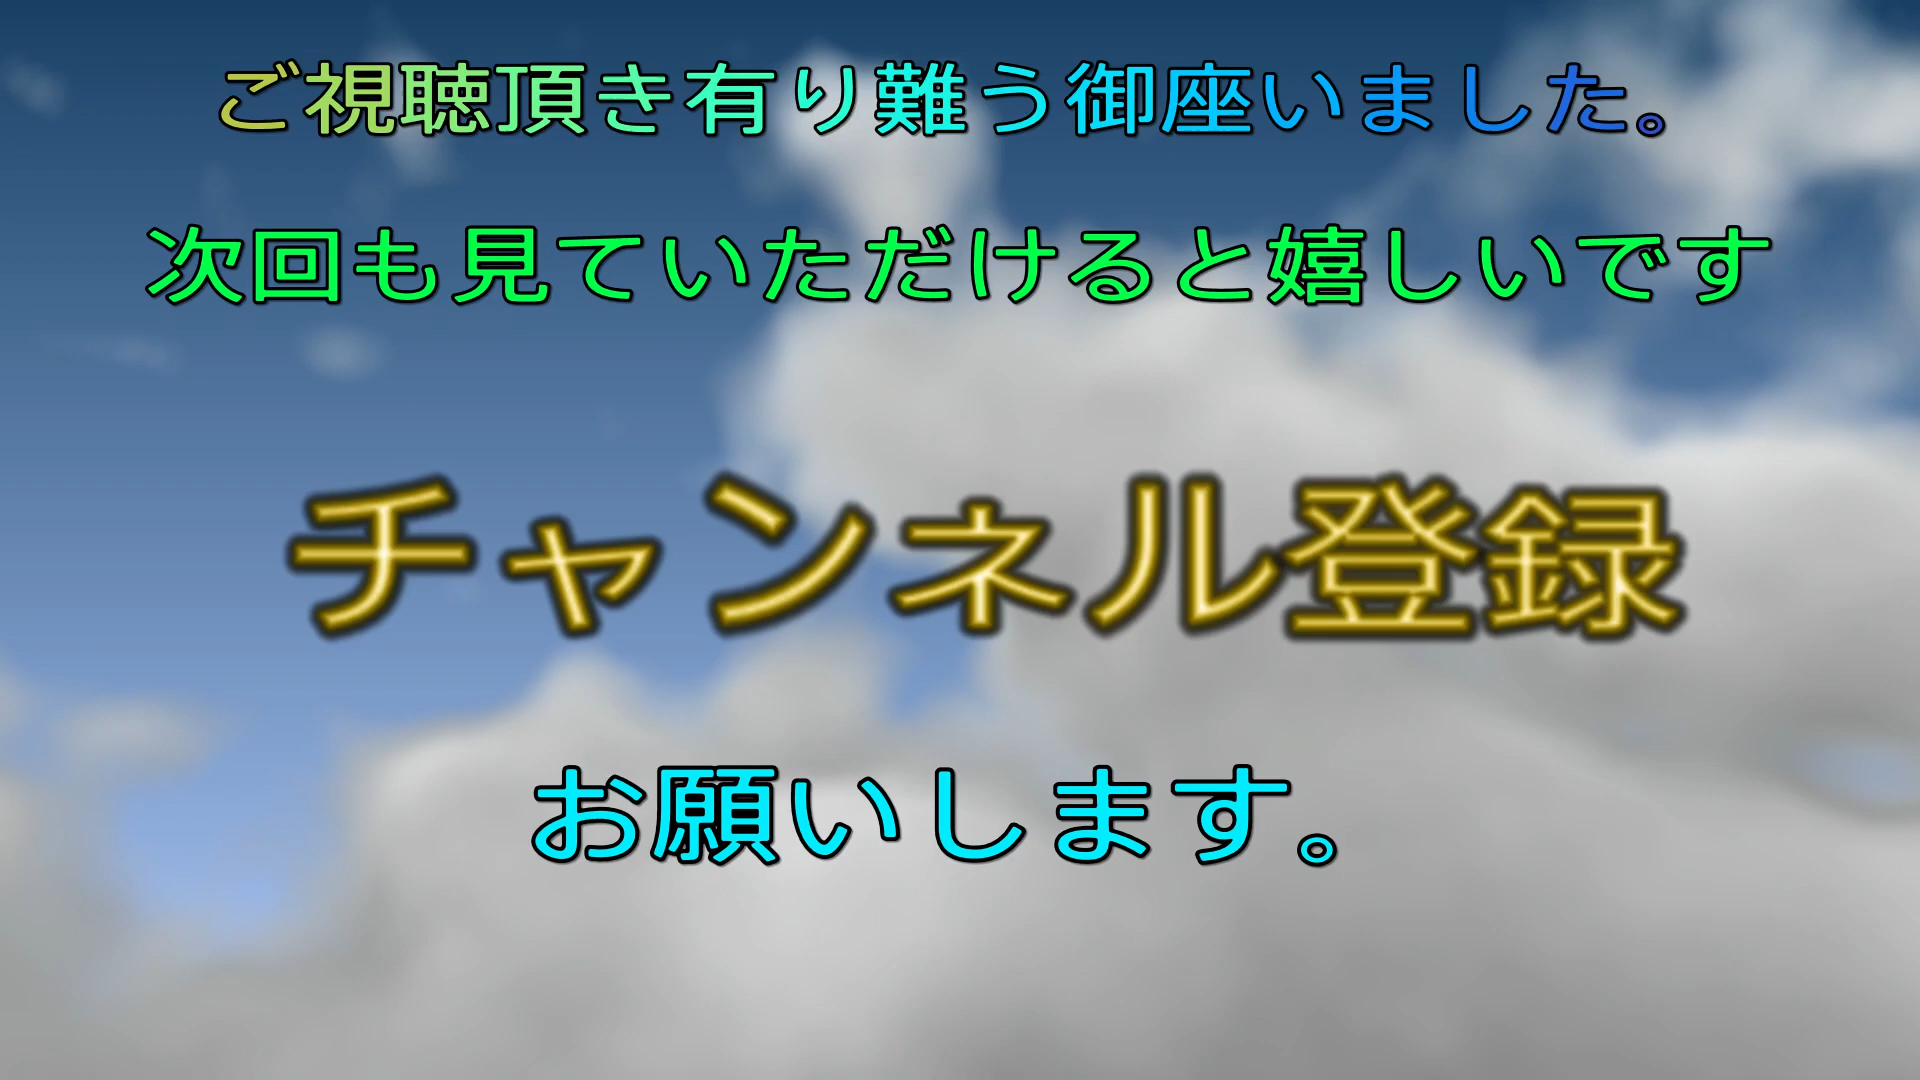 ご視聴頂き有り難う御座いました。
次回も見ていただけると嬉しいです
チャンネル登録
お願いします。